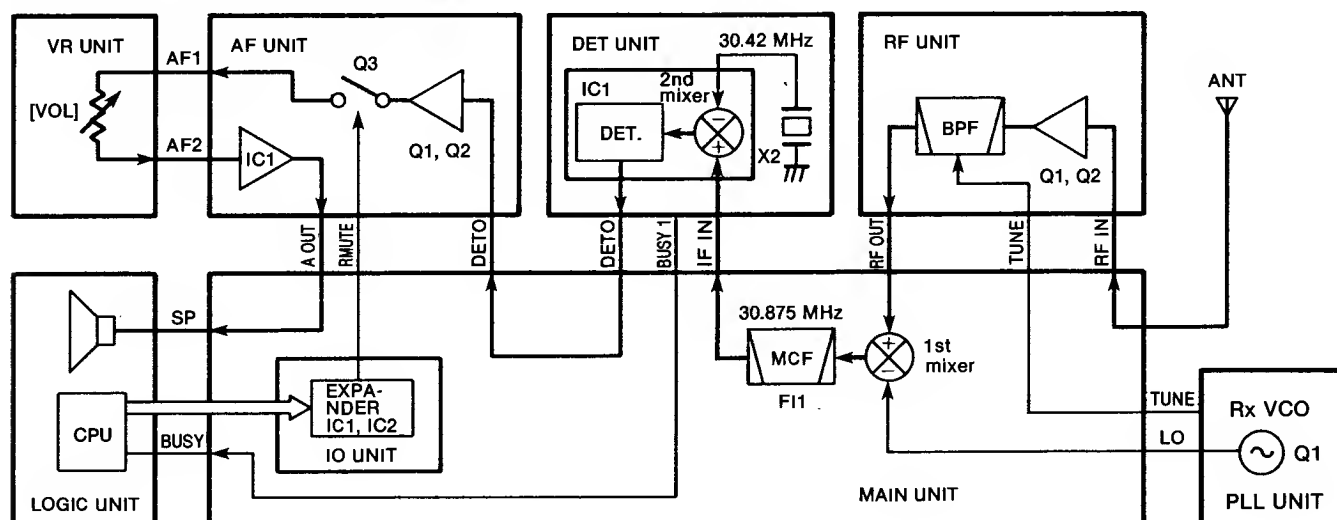 VR UNIT
AF1
[VOL]
AF2
AF UNIT
Q3
Q1, Q2
IC1
DET UNIT
30.42 MHz
2nd
mixer
IC1
DET.
−
+
X2
RF UNIT
BPF
Q1, Q2
ANT
A OUT
RMUTE
DETO
DETO
BUSY 1
IF IN
RF OUT
TUNE
RF IN
SP
CPU
BUSY
LOGIC UNIT
EXPA-
NDER
IC1, IC2
IO UNIT
30.875 MHz
MCF
FI1
+
−
1st
mixer
MAIN UNIT
TUNE
LO
Rx VCO
Q1
PLL UNIT